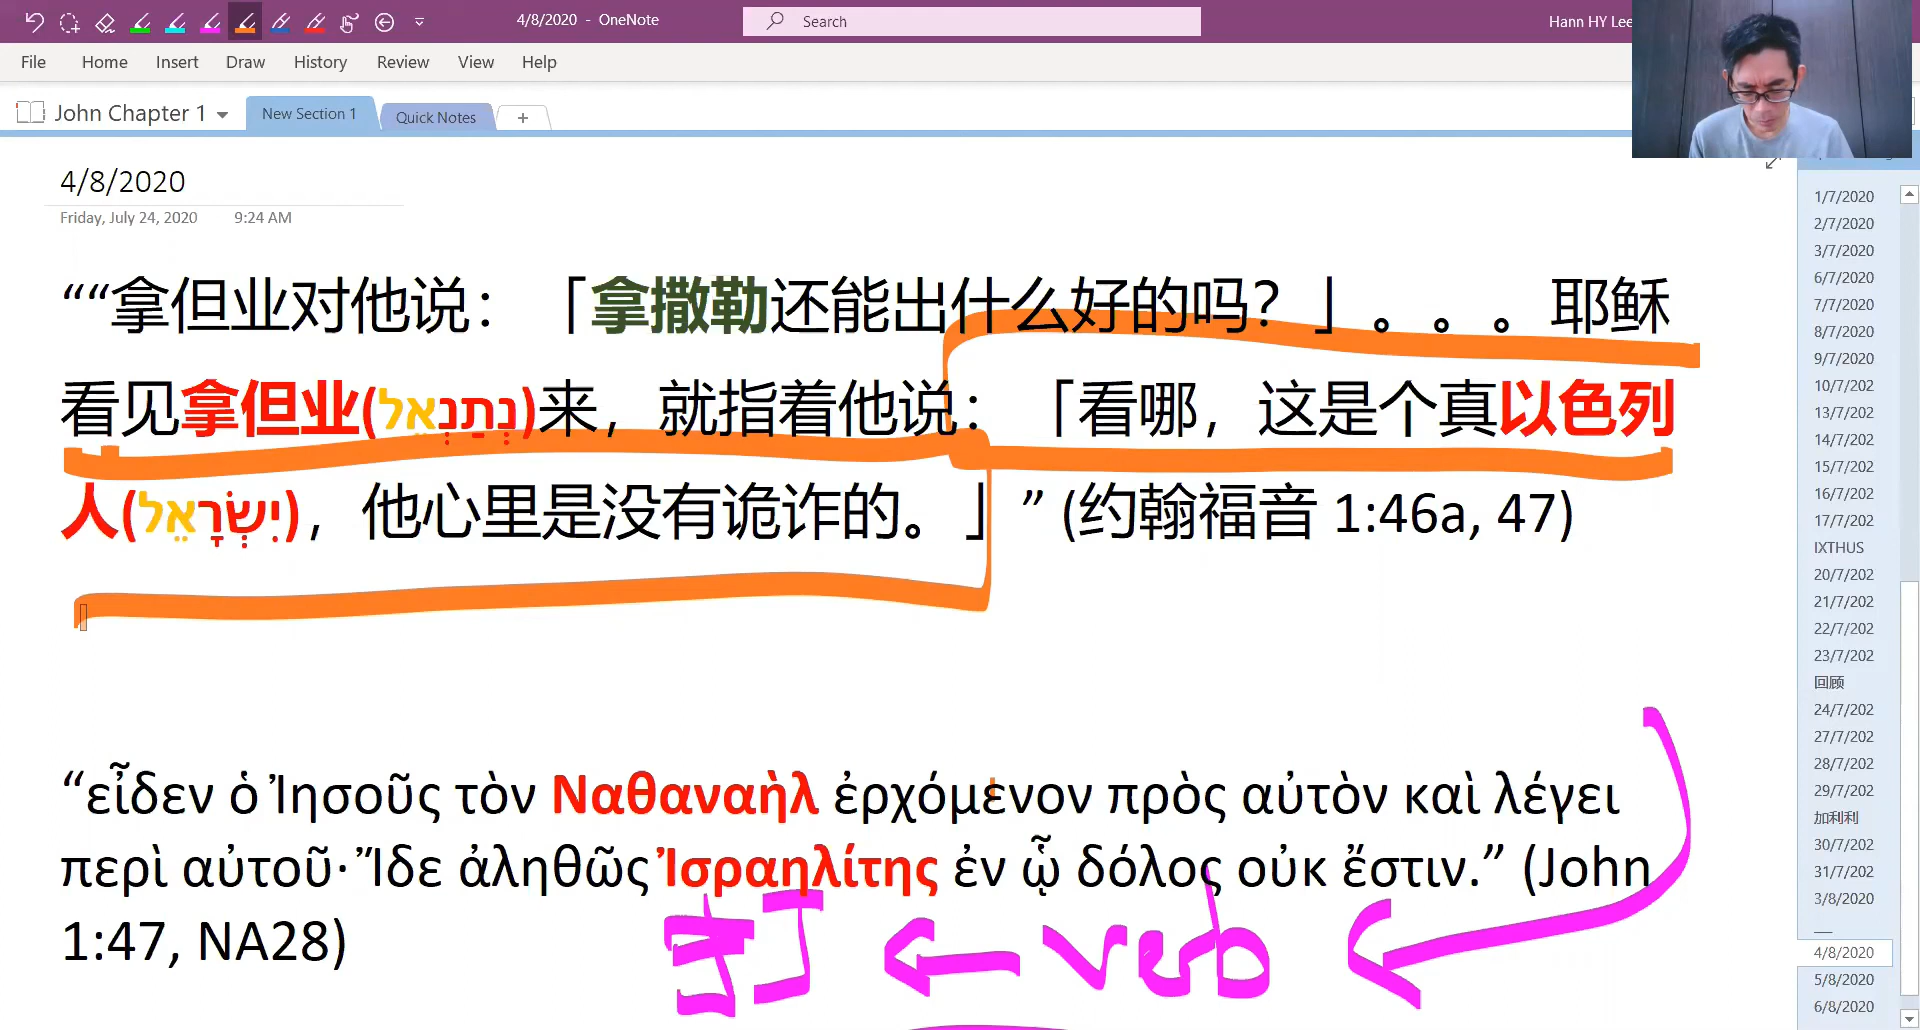 4/8/2020 - OneNote
Search
Hann HY Lee
File Home Insert Draw History Review View Help
John Chapter 1 New Section 1 Quick Notes +
4/8/2020
Friday, July 24, 2020 9:24 AM
““拿但业对他说：「拿撒勒还能出什么好的吗？」。。。耶稣
看见拿但业(נְתַנְאֵל)来，就指着他说：「看哪，这是个真以色列
人(יִשְׂרָאֵל)，他心里是没有诡诈的。」” (约翰福音 1:46a, 47)
“εἶδεν ὁ Ἰησοῦς τὸν Ναθαναὴλ ἐρχόμενον πρὸς αὐτὸν καὶ λέγει
περὶ αὐτοῦ· Ἴδε ἀληθῶς Ἰσραηλίτης ἐν ᾧ δόλος οὐκ ἔστιν.” (John
1:47, NA28)
verb
1/7/2020
2/7/2020
3/7/2020
6/7/2020
7/7/2020
8/7/2020
9/7/2020
10/7/202
13/7/202
14/7/202
15/7/202
16/7/202
17/7/202
IXTHUS
20/7/202
21/7/202
22/7/202
23/7/202
回顾
24/7/202
27/7/202
28/7/202
29/7/202
加利利
30/7/202
31/7/202
3/8/2020
—
4/8/2020
5/8/2020
6/8/2020